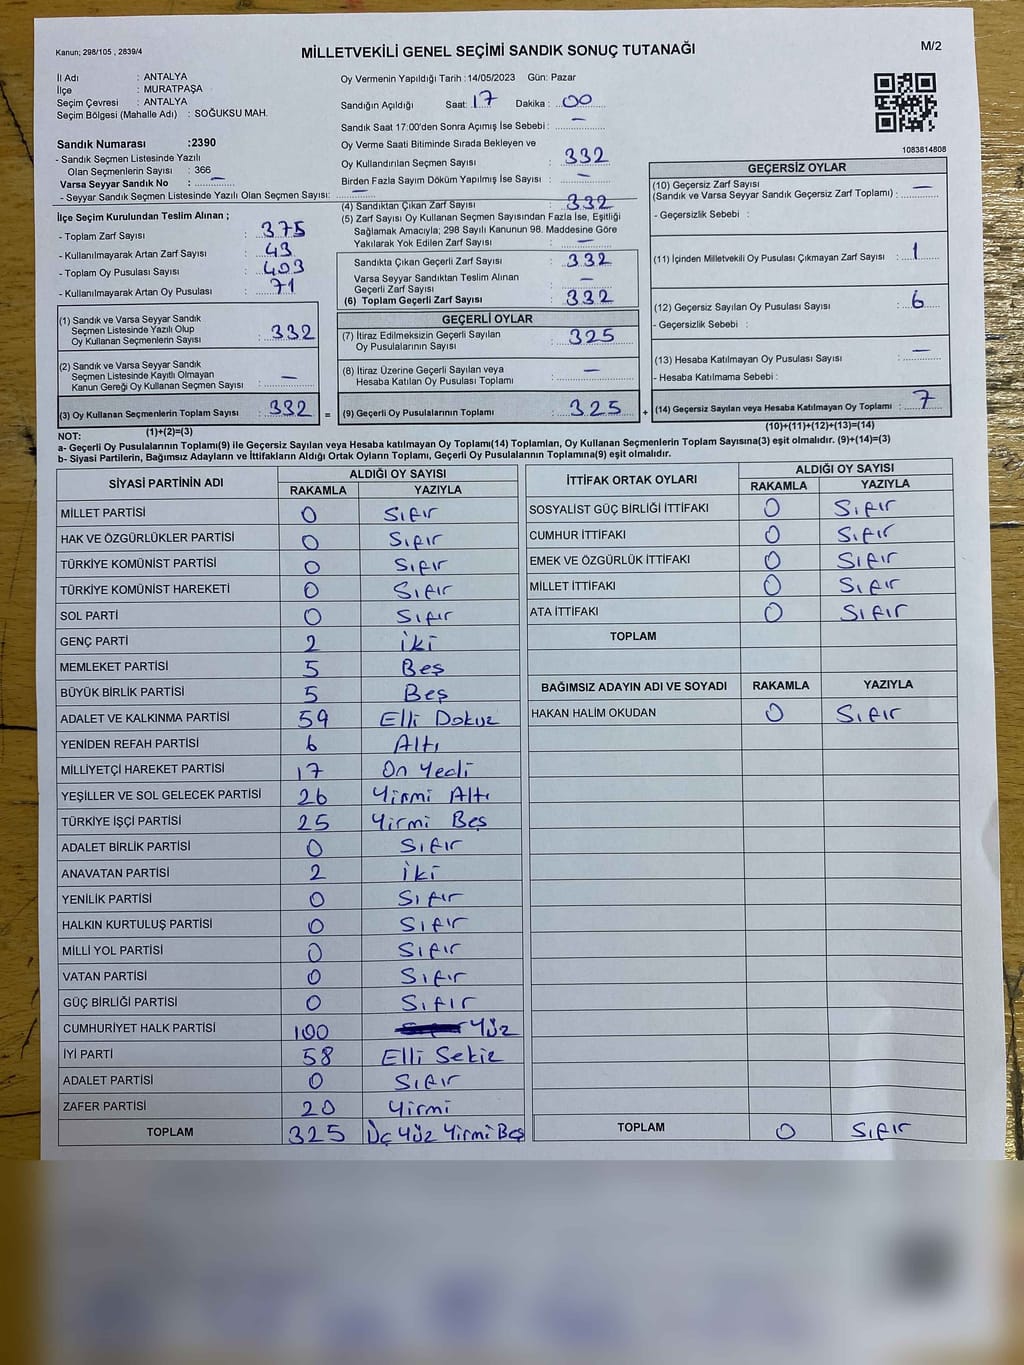 Kanun; 298/105 , 2839/4
MİLLETVEKİLİ GENEL SEÇİMİ SANDIK SONUÇ TUTANAĞI
M/2
İl Adı : ANTALYA
İlçe : MURATPAŞA
Seçim Çevresi : ANTALYA
Seçim Bölgesi (Mahalle Adı) : SOĞUKSU MAH.
Sandık Numarası :2390
- Sandık Seçmen Listesinde Yazılı
Olan Seçmenlerin Sayısı : 366
Varsa Seyyar Sandık No : —
- Seyyar Sandık Seçmen Listesinde Yazılı Olan Seçmen Sayısı: —
Oy Vermenin Yapıldığı Tarih :14/05/2023 Gün: Pazar
Sandığın Açıldığı Saat: 17 Dakika : 00
Sandık Saat 17:00'den Sonra Açımış İse Sebebi : —
Oy Verme Saati Bitiminde Sırada Bekleyen ve
Oy Kullandırılan Seçmen Sayısı : 332
Birden Fazla Sayım Döküm Yapılmış İse Sayısı : —
(4) Sandıktan Çıkan Zarf Sayısı : 332
(5) Zarf Sayısı Oy Kullanan Seçmen Sayısından Fazla İse, Eşitliği
Sağlamak Amacıyla; 298 Sayılı Kanunun 98. Maddesine Göre
Yakılarak Yok Edilen Zarf Sayısı : —
1083814808
İlçe Seçim Kurulundan Teslim Alınan ;
- Toplam Zarf Sayısı : 375
- Kullanılmayarak Artan Zarf Sayısı : 43
- Toplam Oy Pusulası Sayısı : 403
- Kullanılmayarak Artan Oy Pusulası : 71
Sandıkta Çıkan Geçerli Zarf Sayısı : 332
Varsa Seyyar Sandıktan Teslim Alınan
Geçerli Zarf Sayısı : —
(6) Toplam Geçerli Zarf Sayısı : 332
GEÇERSİZ OYLAR
(10) Geçersiz Zarf Sayısı
(Sandık ve Varsa Seyyar Sandık Geçersiz Zarf Toplamı) : —
- Geçersizlik Sebebi :
(11) İçinden Milletvekili Oy Pusulası Çıkmayan Zarf Sayısı : 1
(12) Geçersiz Sayılan Oy Pusulası Sayısı : 6
- Geçersizlik Sebebi :
(13) Hesaba Katılmayan Oy Pusulası Sayısı : —
- Hesaba Katılmama Sebebi :
(1) Sandık ve Varsa Seyyar Sandık
Seçmen Listesinde Yazılı Olup
Oy Kullanan Seçmenlerin Sayısı : 332
(2) Sandık ve Varsa Seyyar Sandık
Seçmen Listesinde Kayıtlı Olmayan
Kanun Gereği Oy Kullanan Seçmen Sayısı : —
GEÇERLİ OYLAR
(7) İtiraz Edilmeksizin Geçerli Sayılan
Oy Pusulalarının Sayısı : 325
(8) İtiraz Üzerine Geçerli Sayılan veya
Hesaba Katılan Oy Pusulası Toplamı : —
(3) Oy Kullanan Seçmenlerin Toplam Sayısı : 332 = (9) Geçerli Oy Pusulalarının Toplamı : 325 + (14) Geçersiz Sayılan veya Hesaba Katılmayan Oy Toplamı : 7
(1)+(2)=(3)
(10)+(11)+(12)+(13)=(14)
NOT:
a- Geçerli Oy Pusulalarının Toplamı(9) ile Geçersiz Sayılan veya Hesaba katılmayan Oy Toplamı(14) Toplamları, Oy Kullanan Seçmenlerin Toplam Sayısına(3) eşit olmalıdır. (9)+(14)=(3)
b- Siyasi Partilerin, Bağımsız Adayların ve İttifakların Aldığı Ortak Oyların Toplamı, Geçerli Oy Pusulalarının Toplamına(9) eşit olmalıdır.
SİYASİ PARTİNİN ADI ALDIĞI OY SAYISI
RAKAMLA YAZIYLA
MİLLET PARTİSİ 0 Sıfır
HAK VE ÖZGÜRLÜKLER PARTİSİ 0 Sıfır
TÜRKİYE KOMÜNİST PARTİSİ 0 Sıfır
TÜRKİYE KOMÜNİST HAREKETİ 0 Sıfır
SOL PARTİ 0 Sıfır
GENÇ PARTİ 2 iki
MEMLEKET PARTİSİ 5 Beş
BÜYÜK BİRLİK PARTİSİ 5 Beş
ADALET VE KALKINMA PARTİSİ 59 Elli Dokuz
YENİDEN REFAH PARTİSİ 6 Altı
MİLLİYETÇİ HAREKET PARTİSİ 17 On Yedi
YEŞİLLER VE SOL GELECEK PARTİSİ 26 Yirmi Altı
TÜRKİYE İŞÇİ PARTİSİ 25 Yirmi Beş
ADALET BİRLİK PARTİSİ 0 Sıfır
ANAVATAN PARTİSİ 2 iki
YENİLİK PARTİSİ 0 Sıfır
HALKIN KURTULUŞ PARTİSİ 0 Sıfır
MİLLİ YOL PARTİSİ 0 Sıfır
VATAN PARTİSİ 0 Sıfır
GÜÇ BİRLİĞİ PARTİSİ 0 Sıfır
CUMHURİYET HALK PARTİSİ 100 Yüz
İYİ PARTİ 58 Elli Sekiz
ADALET PARTİSİ 0 Sıfır
ZAFER PARTİSİ 20 Yirmi
TOPLAM 325 Üç Yüz Yirmi Beş
İTTİFAK ORTAK OYLARI ALDIĞI OY SAYISI
RAKAMLA YAZIYLA
SOSYALİST GÜÇ BİRLİĞİ İTTİFAKI 0 Sıfır
CUMHUR İTTİFAKI 0 Sıfır
EMEK VE ÖZGÜRLÜK İTTİFAKI 0 Sıfır
MİLLET İTTİFAKI 0 Sıfır
ATA İTTİFAKI 0 Sıfır
TOPLAM
BAĞIMSIZ ADAYIN ADI VE SOYADI RAKAMLA YAZIYLA
HAKAN HALİM OKUDAN 0 Sıfır
TOPLAM 0 Sıfır